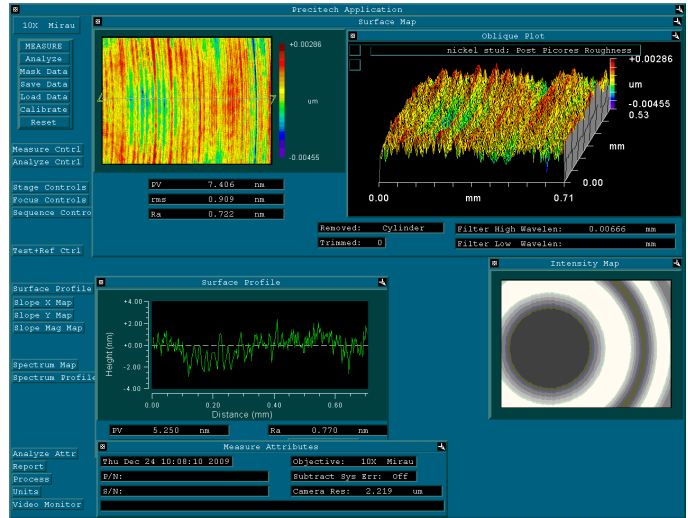 Precitech Application
10X Mirau
Surface Map
MEASURE
Analyze
Mask Data
Save Data
Load Data
Calibrate
Reset
+0.00286
um
-0.00455
Oblique Plot
nickel stud; Post Picores Roughness
+0.00286
um
-0.00455
0.53
mm
0.00
0.00
mm
0.71
Measure Cntrl
Analyze Cntrl
Stage Controls
Focus Controls
Sequence Contro
Test+Ref Ctrl
PV 7.406 nm
rms 0.909 nm
Ra 0.722 nm
Removed: Cylinder
Trimmed: 0
Filter High Wavelen: 0.00666 mm
Filter Low Wavelen: mm
Surface Profile
Slope X Map
Slope Y Map
Slope Mag Map
Spectrum Map
Spectrum Profile
Surface Profile
+4.00
+2.00
0.00
-2.00
-4.00
Height (nm)
0.00
0.20
0.40
0.60
Distance (mm)
PV 5.250 nm
Ra 0.770 nm
Intensity Map
Analyze Attr
Report
Process
Units
Video Monitor
Measure Attributes
Thu Dec 24 10:08:10 2009
Objective: 10X Mirau
P/N:
Subtract Sys Err: Off
S/N:
Camera Res: 2.219 um